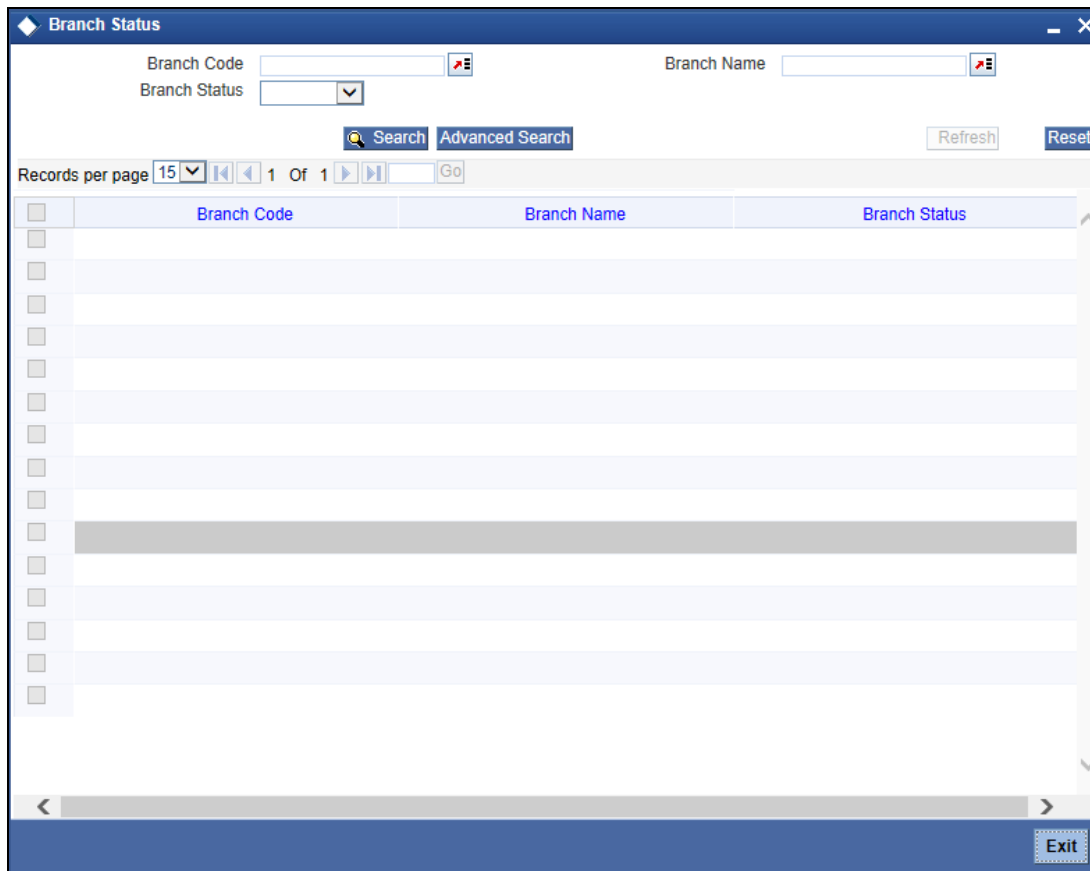 Branch Status
Branch Code Branch Name
Branch Status
Search Advanced Search Refresh Reset
Records per page 15 1 Of 1 Go
Branch Code Branch Name Branch Status
Exit